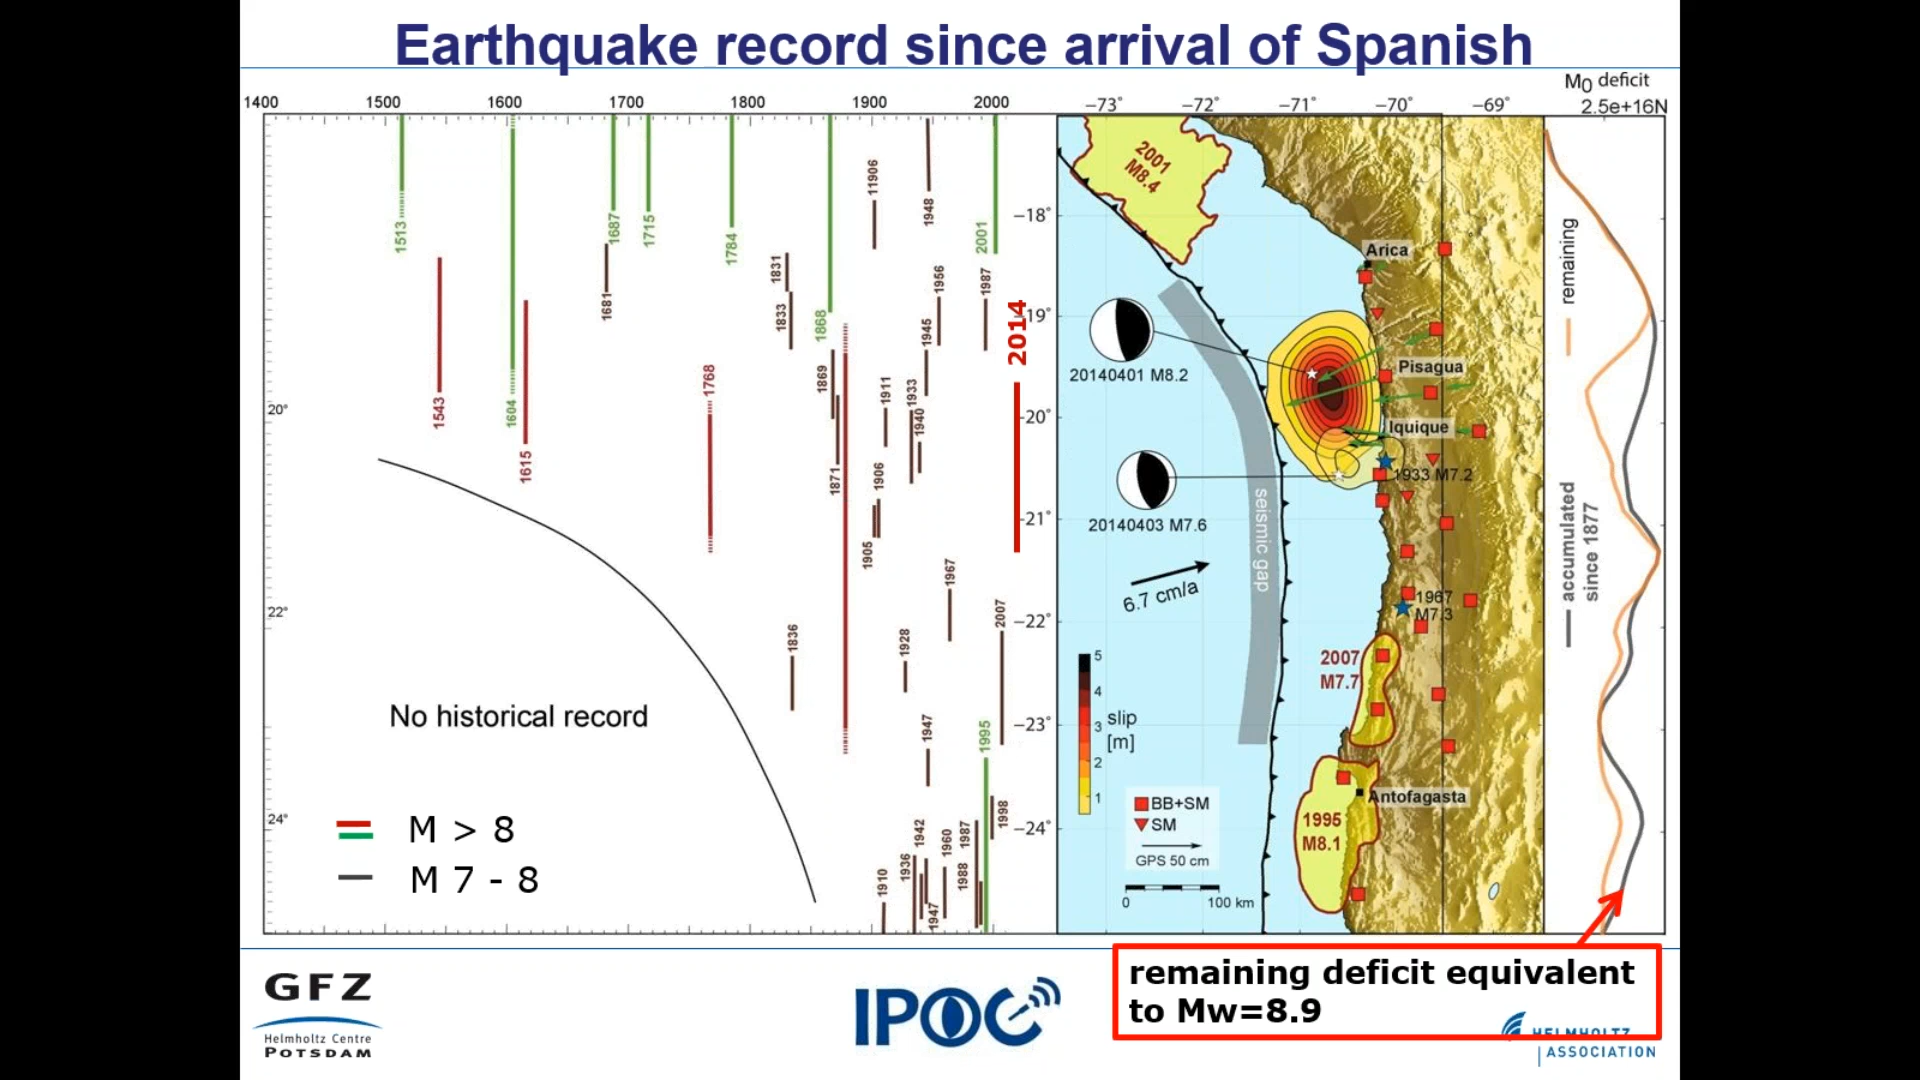 Earthquake record since arrival of Spanish
M0 deficit
2.5e+16N
1400 1500 1600 1700 1800 1900 2000
−73° −72° −71° −70° −69°
1513
1543
1604
1615
1681
1687
1715
1768
1784
1831
1833
1836
1868
1869
1871
11906
1905
1906
1911
1928
1933
1940
1945
1948
1956
1967
1987
2001
2007
2014
1947
1995
1998
1910
1936
1942
1947
1960
1988
1987
20°
22°
24°
No historical record
M > 8
M 7 - 8
−18°
−19°
−20°
−21°
−22°
−23°
−24°
2001
M8.4
Arica
20140401 M8.2
Pisagua
Iquique
1933 M7.2
20140403 M7.6
seismic gap
6.7 cm/a
1967
M7.3
2007
M7.7
5
4
3
2
1
slip
[m]
BB+SM
SM
GPS 50 cm
0 100 km
Antofagasta
1995
M8.1
remaining
accumulated
since 1877
remaining deficit equivalent
to Mw=8.9
GFZ
Helmholtz Centre
POTSDAM
IPOC
HELMHOLTZ
ASSOCIATION